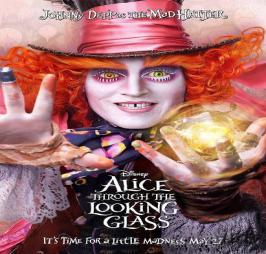 JOHNNY DEPP AS THE MAD HATTER
DISNEY
ALICE
THROUGH THE
LOOKING
GLASS
IT'S TIME FOR A LITTLE MADNESS MAY 27